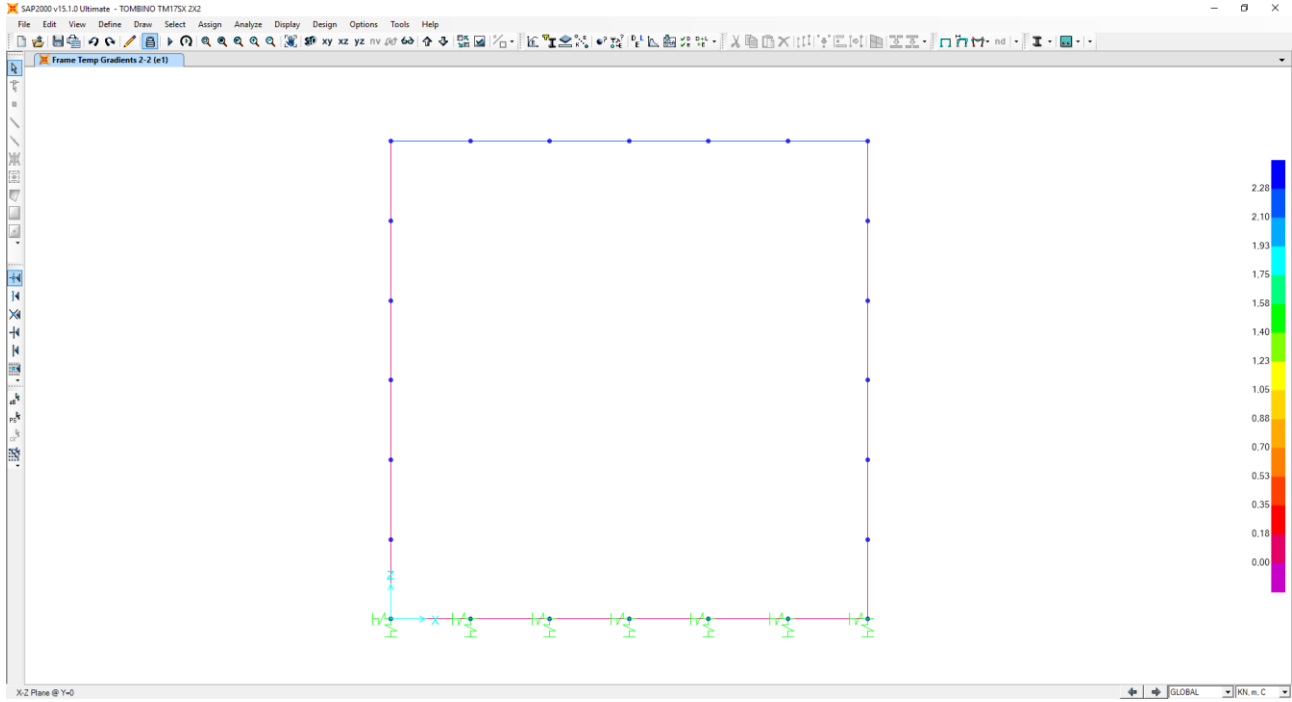 SAP2000 v15.1.0 Ultimate - TOMBINO TM17SX 2X2
File Edit View Define Draw Select Assign Analyze Display Design Options Tools Help
xy xz yz nv nd
Frame Temp Gradients 2-2 (e1)
2,28
2,10
1,93
1,75
1,58
1,40
1,23
1,05
0,88
0,70
0,53
0,35
0,18
0,00
Z
X
X-Z Plane @ Y=0
GLOBAL
KN, m, C